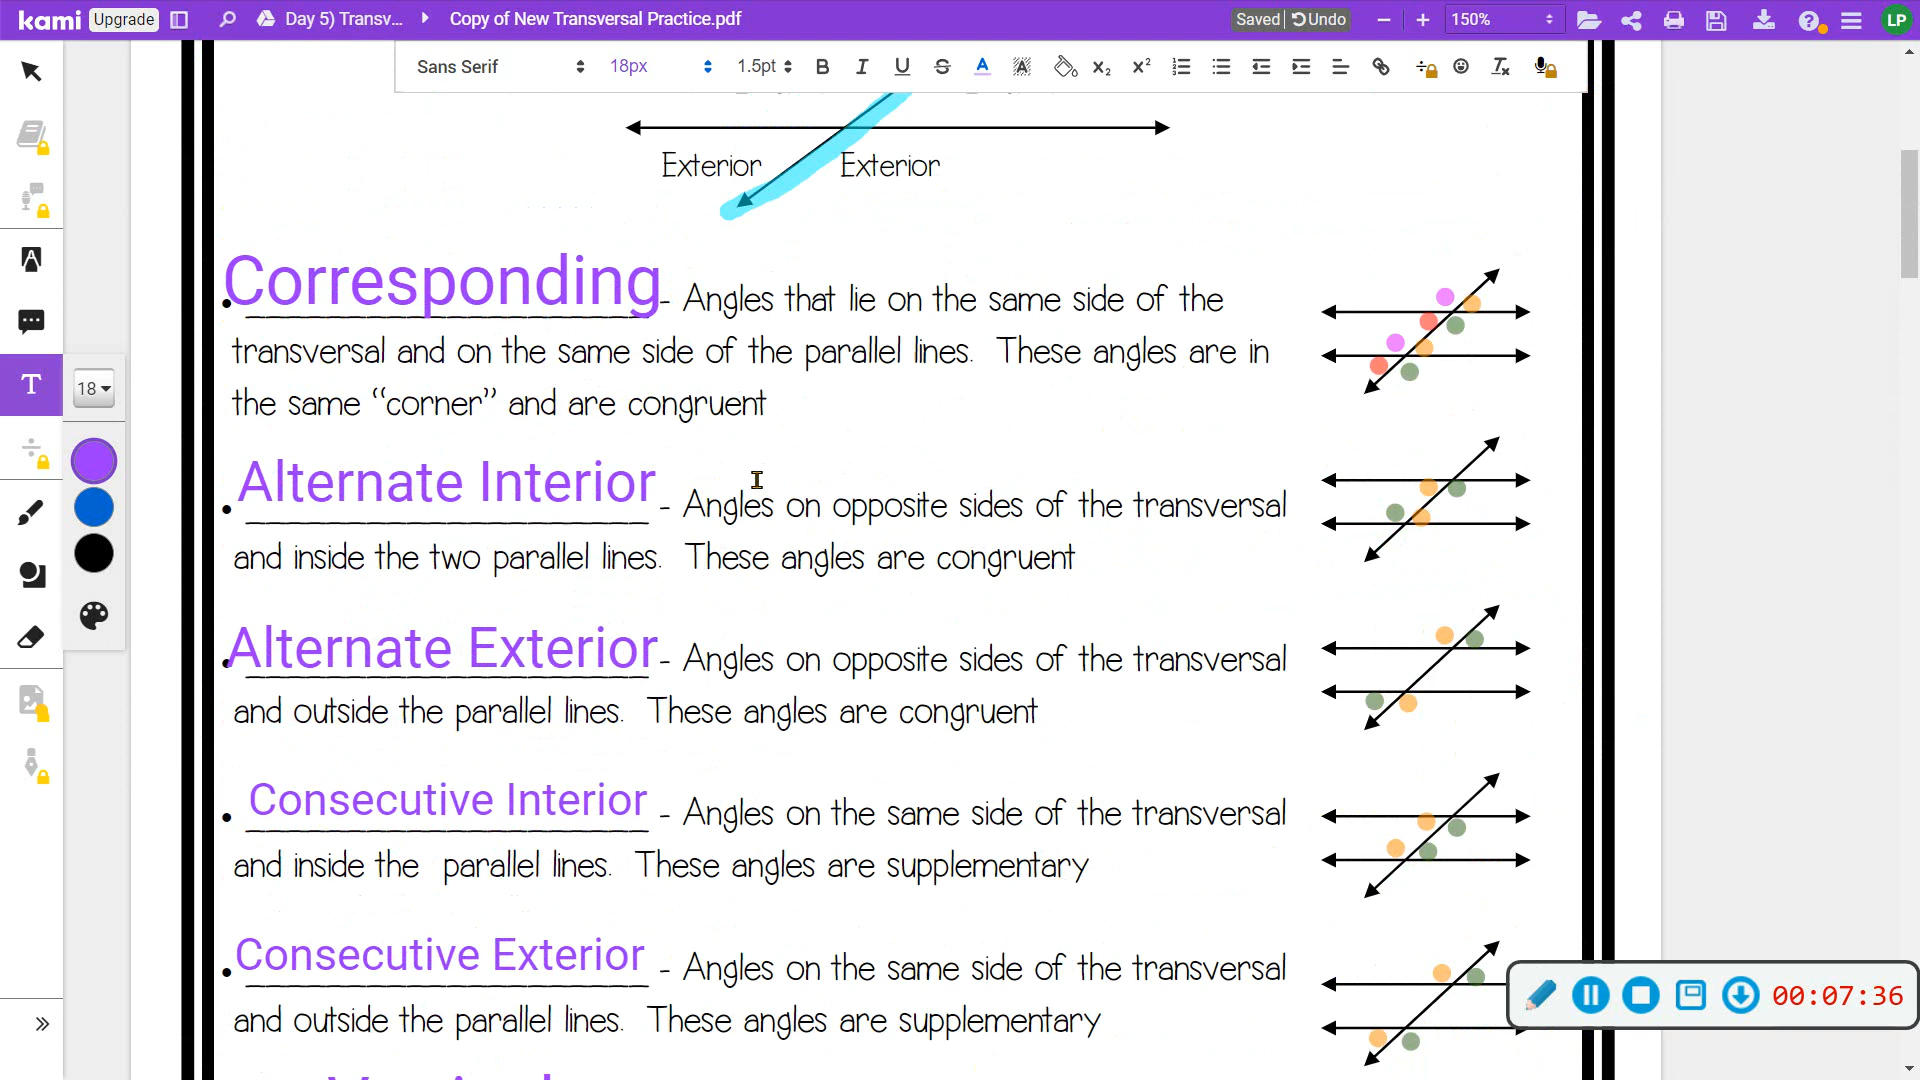 kami Upgrade Day 5) Transv... Copy of New Transversal Practice.pdf Saved Undo 150% LP
Sans Serif 18px 1.5pt B I U S A A X₂ X²
Exterior Exterior
• Corresponding - Angles that lie on the same side of the
transversal and on the same side of the parallel lines. These angles are in
the same “corner” and are congruent
T
18
• Alternate Interior - Angles on opposite sides of the transversal
and inside the two parallel lines. These angles are congruent
• Alternate Exterior - Angles on opposite sides of the transversal
and outside the parallel lines. These angles are congruent
• Consecutive Interior - Angles on the same side of the transversal
and inside the parallel lines. These angles are supplementary
• Consecutive Exterior - Angles on the same side of the transversal
and outside the parallel lines. These angles are supplementary
00:07:36